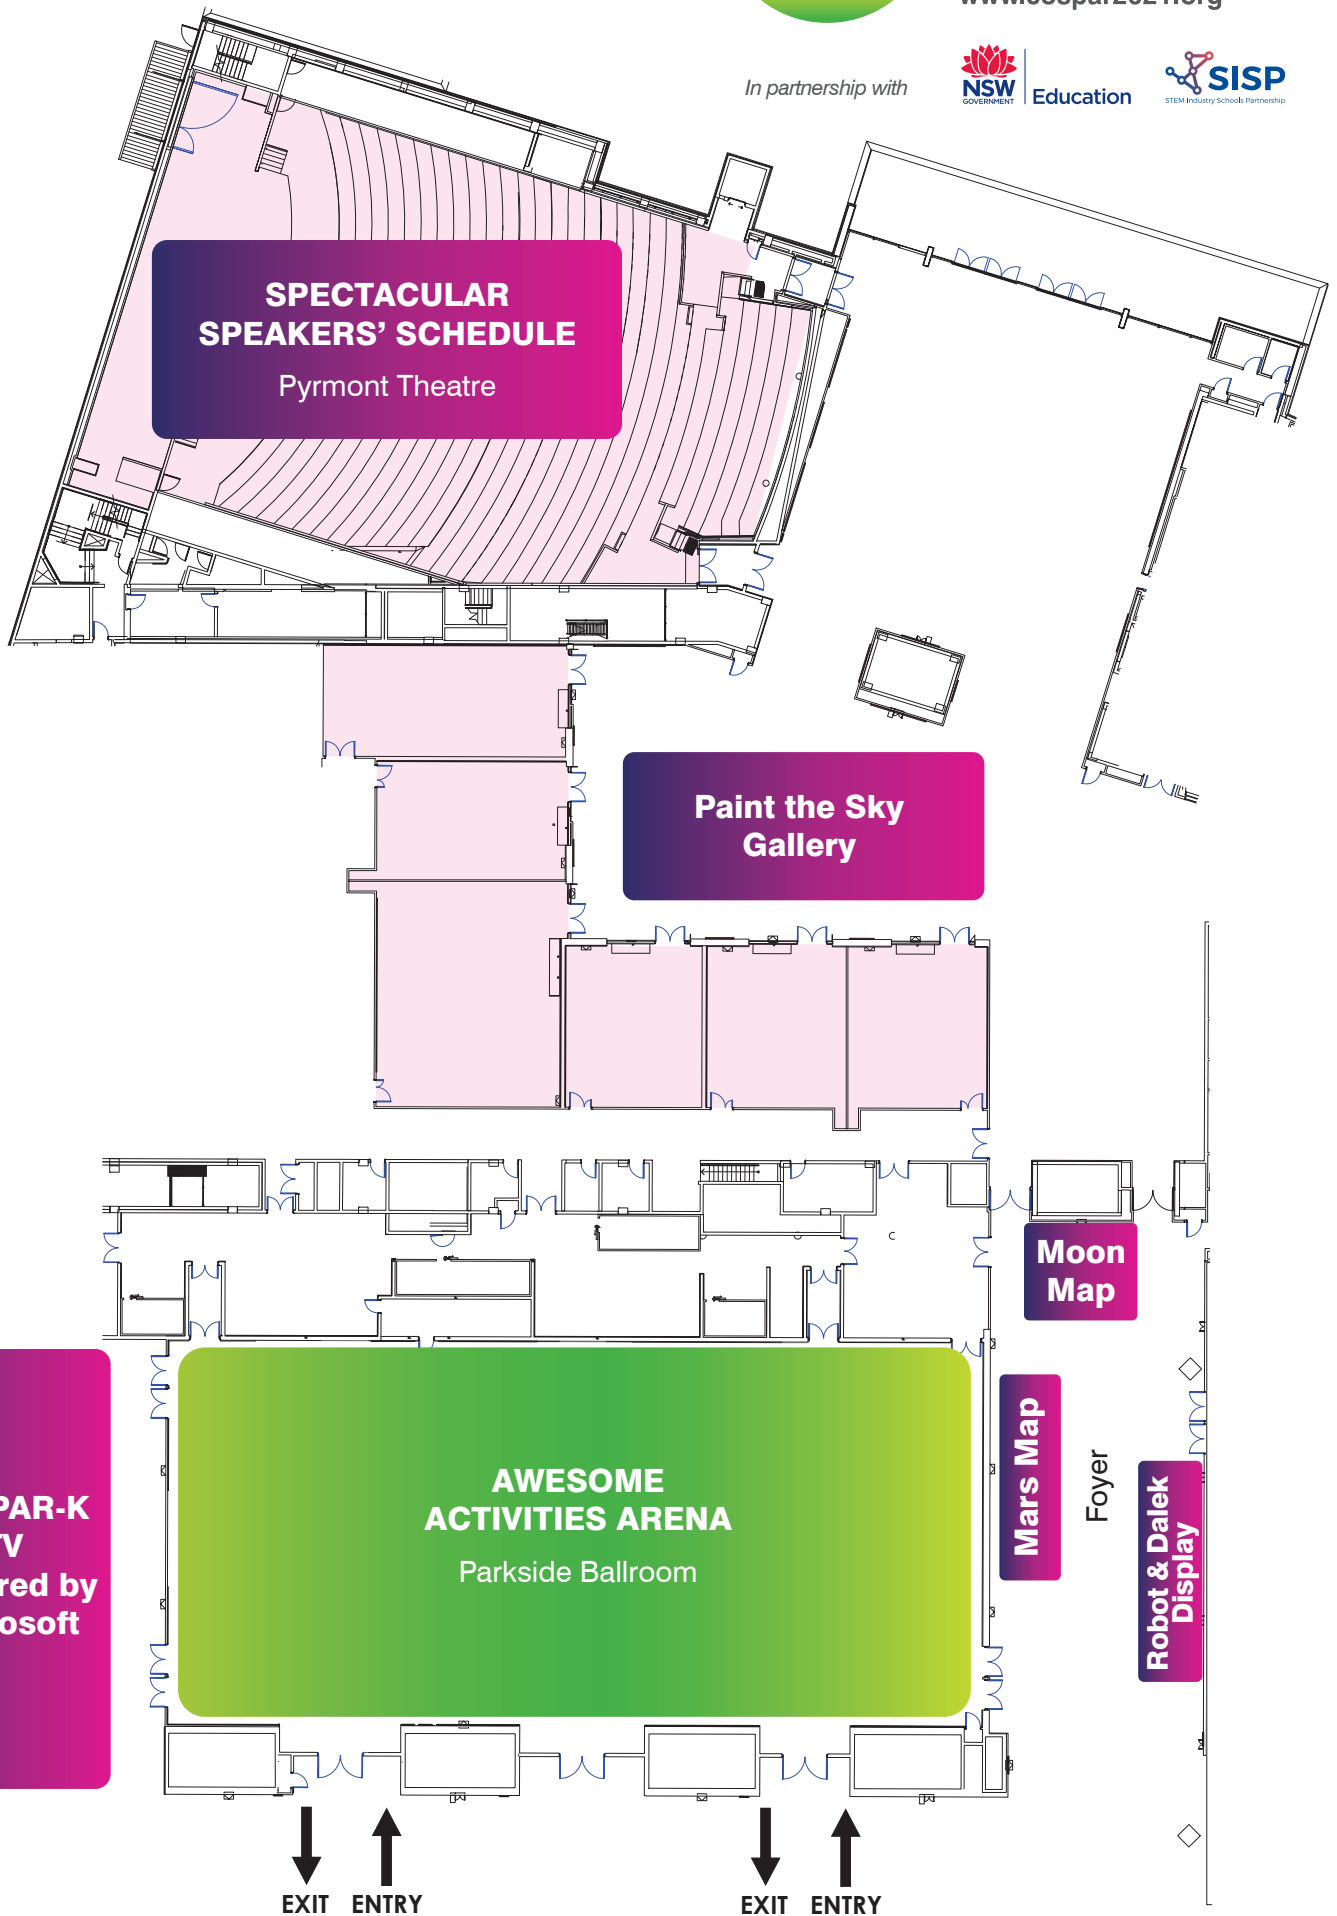 In partnership with
NSW
GOVERNMENT
Education
SISP
STEM Industry Schools Partnership
SPECTACULAR
SPEAKERS’ SCHEDULE
Pyrmont Theatre
Paint the Sky
Gallery
Moon
Map
Mars Map
Foyer
Robot & Dalek
Display
AWESOME
ACTIVITIES ARENA
Parkside Ballroom
PAR-K
TV
red by
osoft
EXIT ENTRY
EXIT ENTRY